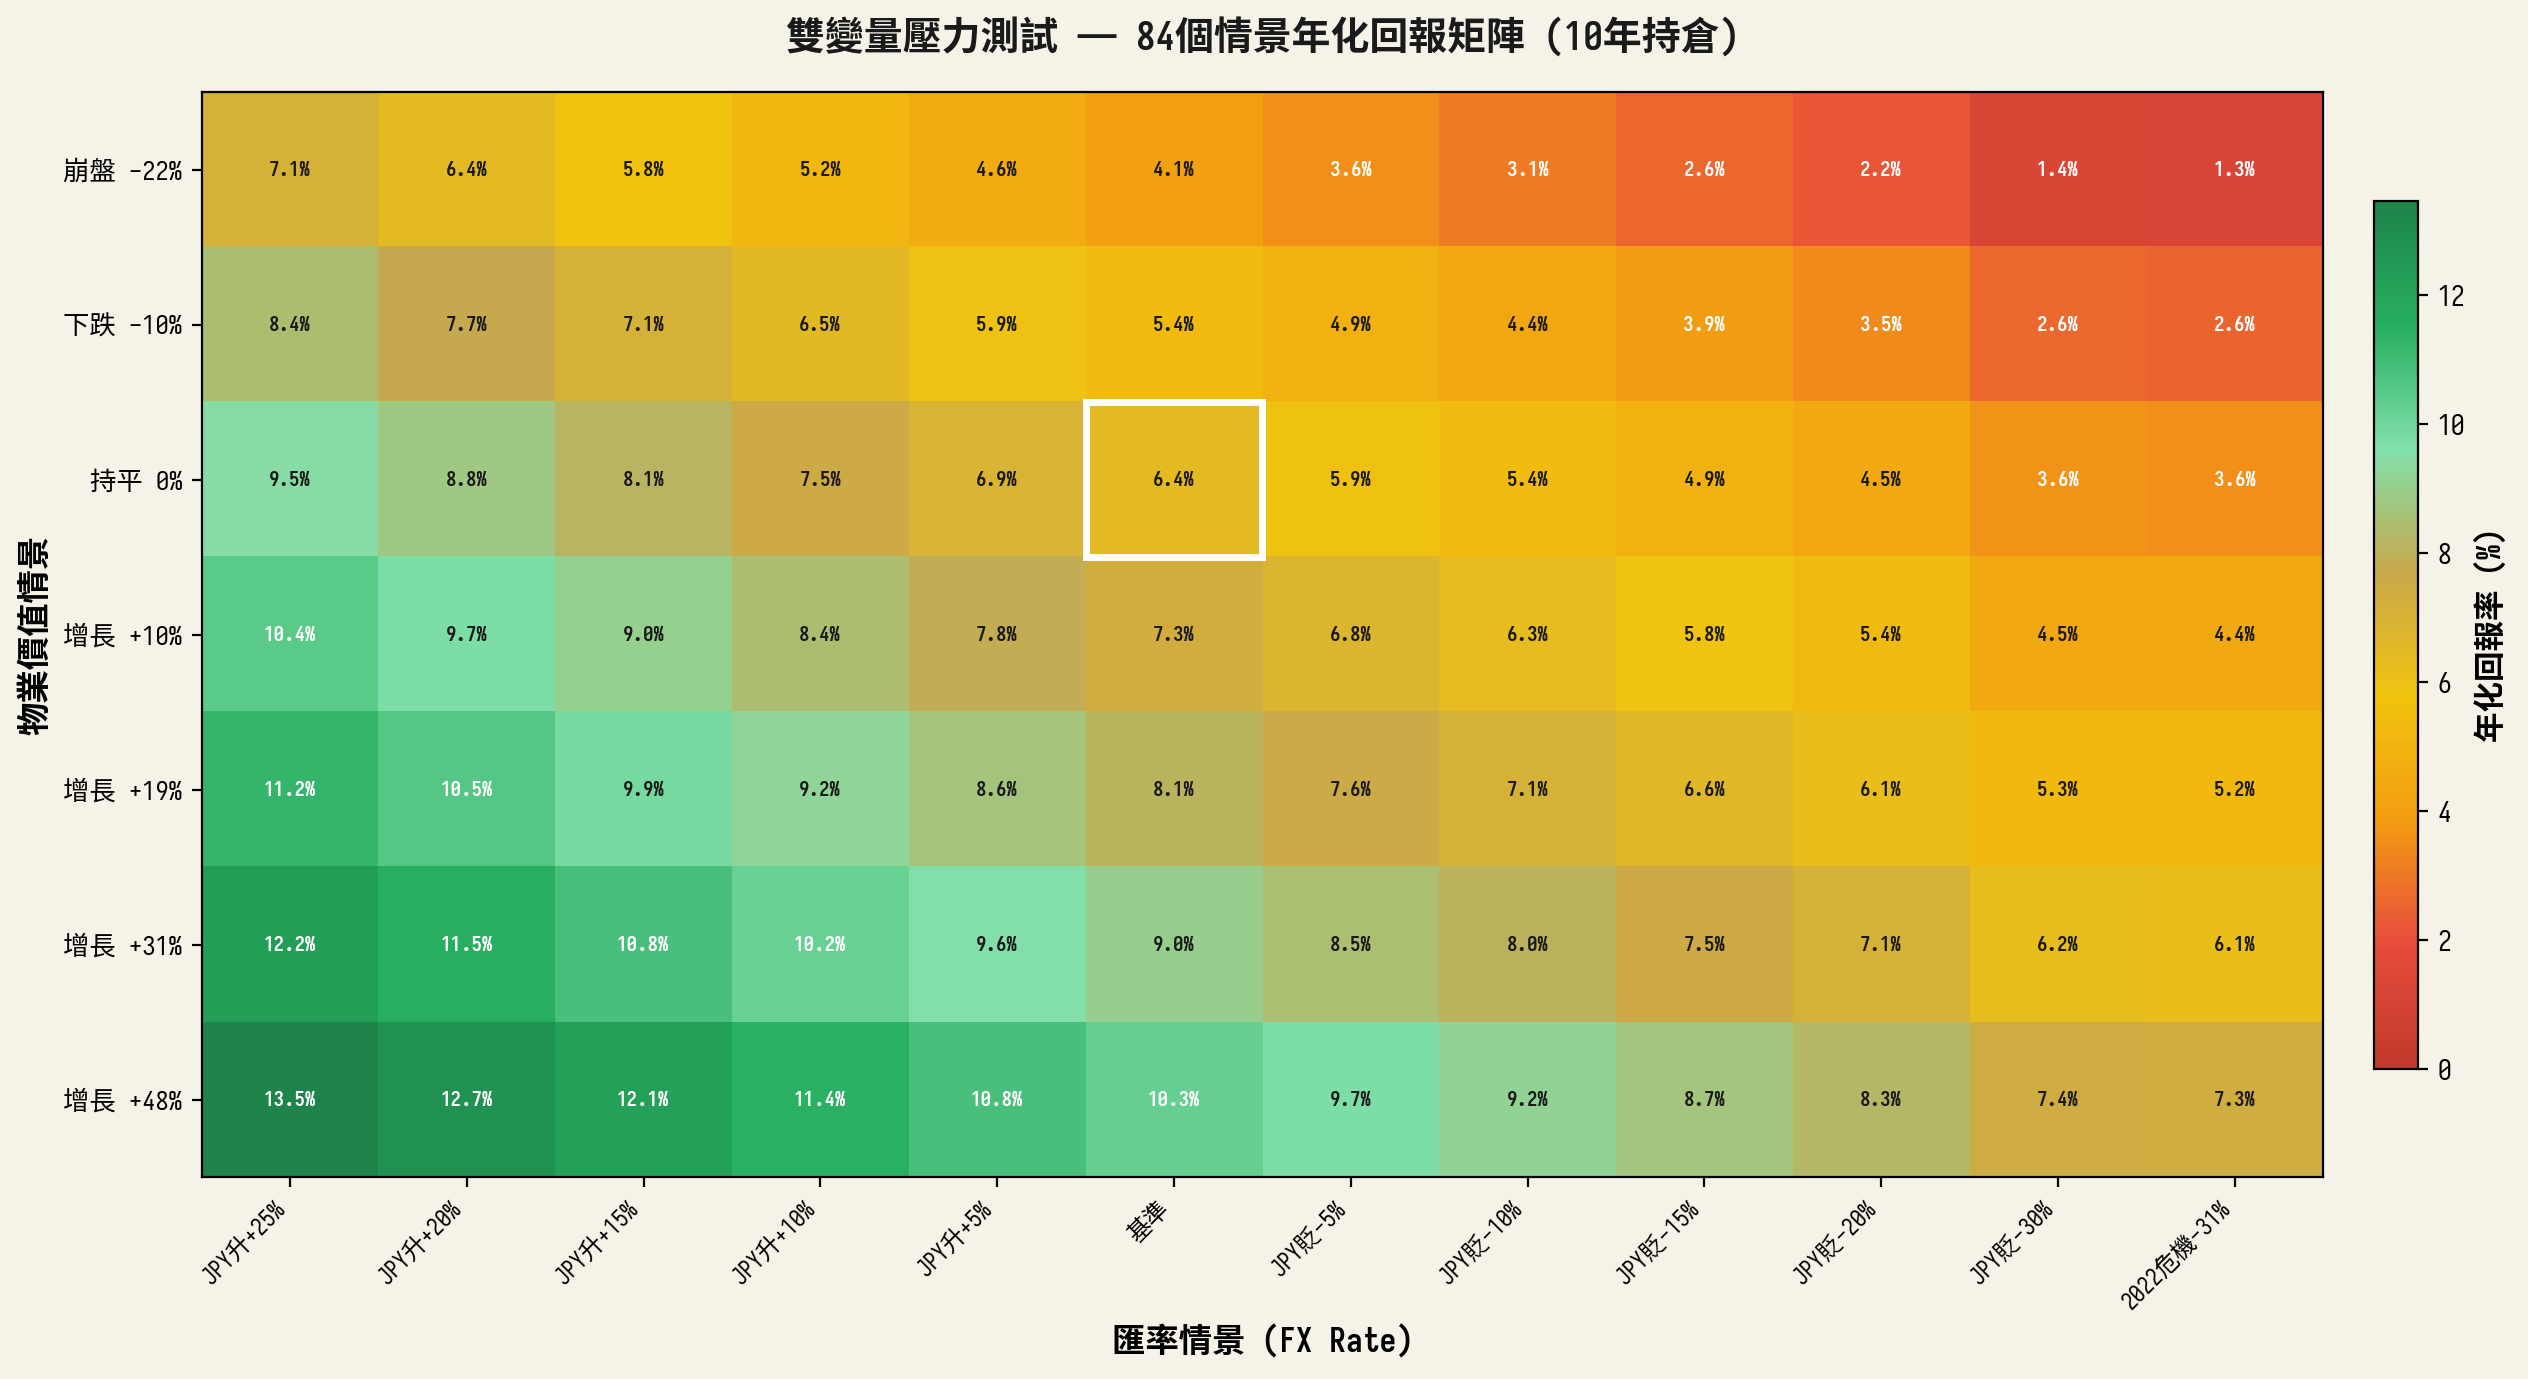 雙變量壓力測試 — 84個情景年化回報矩陣 (10年持倉)
物業價值情景
崩盤 -22% 7.1% 6.4% 5.8% 5.2% 4.6% 4.1% 3.6% 3.1% 2.6% 2.2% 1.4% 1.3%
下跌 -10% 8.4% 7.7% 7.1% 6.5% 5.9% 5.4% 4.9% 4.4% 3.9% 3.5% 2.6% 2.6%
持平 0% 9.5% 8.8% 8.1% 7.5% 6.9% 6.4% 5.9% 5.4% 4.9% 4.5% 3.6% 3.6%
增長 +10% 10.4% 9.7% 9.0% 8.4% 7.8% 7.3% 6.8% 6.3% 5.8% 5.4% 4.5% 4.4%
增長 +19% 11.2% 10.5% 9.9% 9.2% 8.6% 8.1% 7.6% 7.1% 6.6% 6.1% 5.3% 5.2%
增長 +31% 12.2% 11.5% 10.8% 10.2% 9.6% 9.0% 8.5% 8.0% 7.5% 7.1% 6.2% 6.1%
增長 +48% 13.5% 12.7% 12.1% 11.4% 10.8% 10.3% 9.7% 9.2% 8.7% 8.3% 7.4% 7.3%
JPY升+25% JPY升+20% JPY升+15% JPY升+10% JPY升+5% 基準 JPY貶-5% JPY貶-10% JPY貶-15% JPY貶-20% JPY貶-30% 2022危機-31%
匯率情景 (FX Rate)
12
10
8
6
4
2
0
年化回報率 (%)